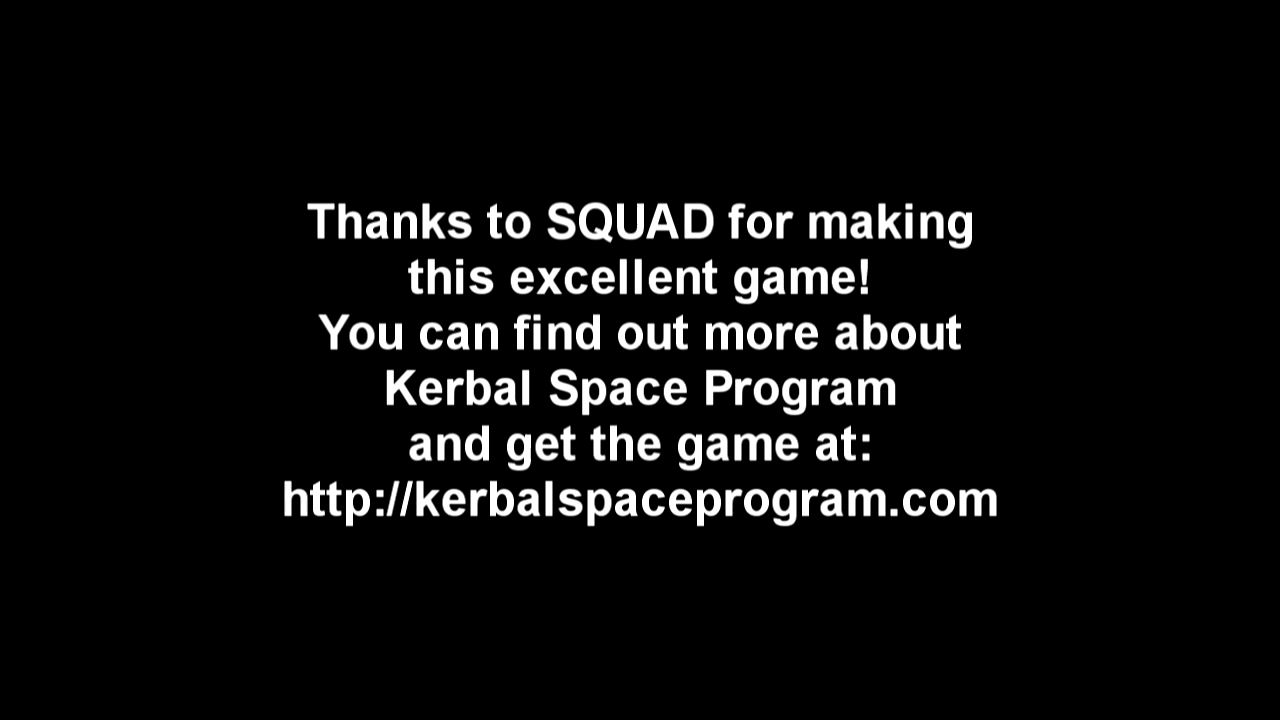 Thanks to SQUAD for making
this excellent game!
You can find out more about
Kerbal Space Program
and get the game at:
http://kerbalspaceprogram.com